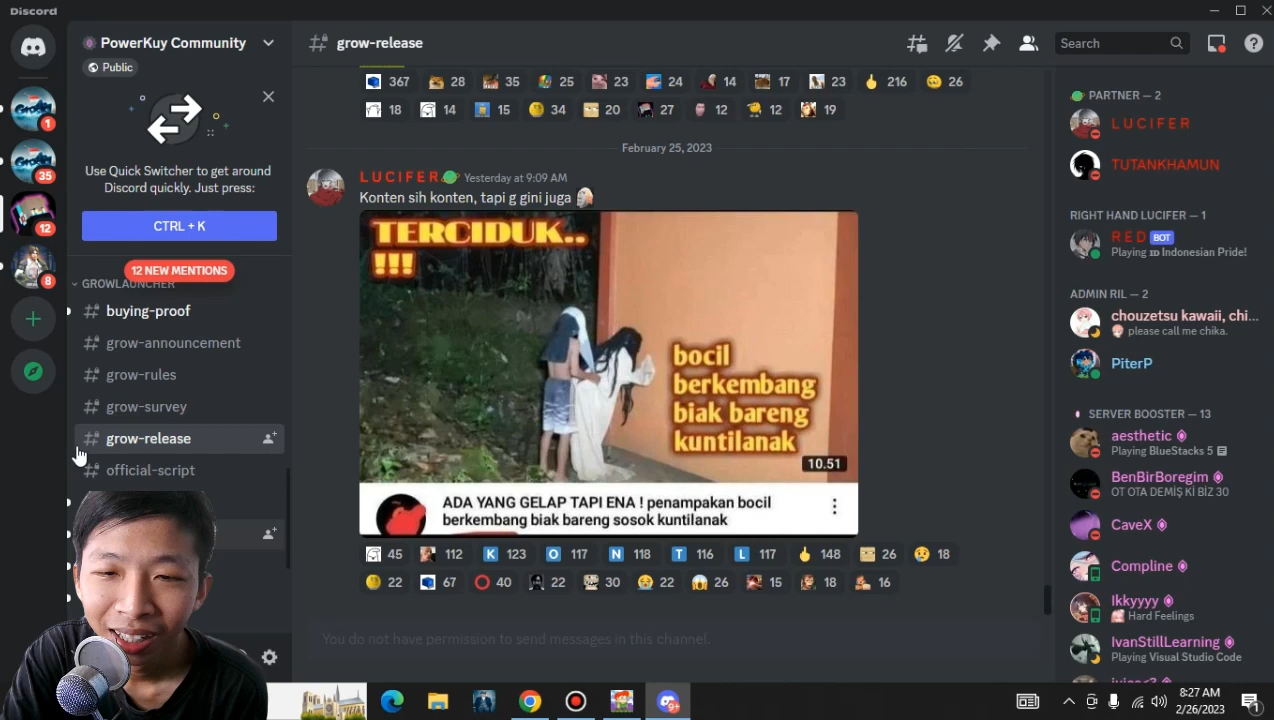 Discord
PowerKuy Community
Public
Use Quick Switcher to get around
Discord quickly. Just press:
CTRL + K
12 NEW MENTIONS
GROWLAUNCHER
buying-proof
grow-announcement
grow-rules
grow-survey
grow-release
official-script
1
35
12
8
grow-release
Search
367 28 35 25 23 24 14 17 23 216 26
18 14 15 34 20 27 12 12 19
February 25, 2023
LUCIFER Yesterday at 9:09 AM
Konten sih konten, tapi g gini juga
TERCIDUK..
!!!
bocil
berkembang
biak bareng
kuntilanak
10.51
ADA YANG GELAP TAPI ENA ! penampakan bocil
berkembang biak bareng sosok kuntilanak
45 112 K 123 O 117 N 118 T 116 L 117 148 26 18
22 67 40 22 30 22 26 15 18 16
You do not have permission to send messages in this channel.
PARTNER — 2
LUCIFER
TUTANKHAMUN
RIGHT HAND LUCIFER — 1
RED BOT
Playing ID Indonesian Pride!
ADMIN RIL — 2
chouzetsu kawaii, chi...
please call me chika.
PiterP
SERVER BOOSTER — 13
aesthetic
Playing BlueStacks 5
BenBirBoregim
OT OTA DEMİŞ Kİ BİZ 30
CaveX
Compline
Ikkyyyy
Hard Feelings
IvanStillLearning
Playing Visual Studio Code
9+
8:27 AM
2/26/2023
1